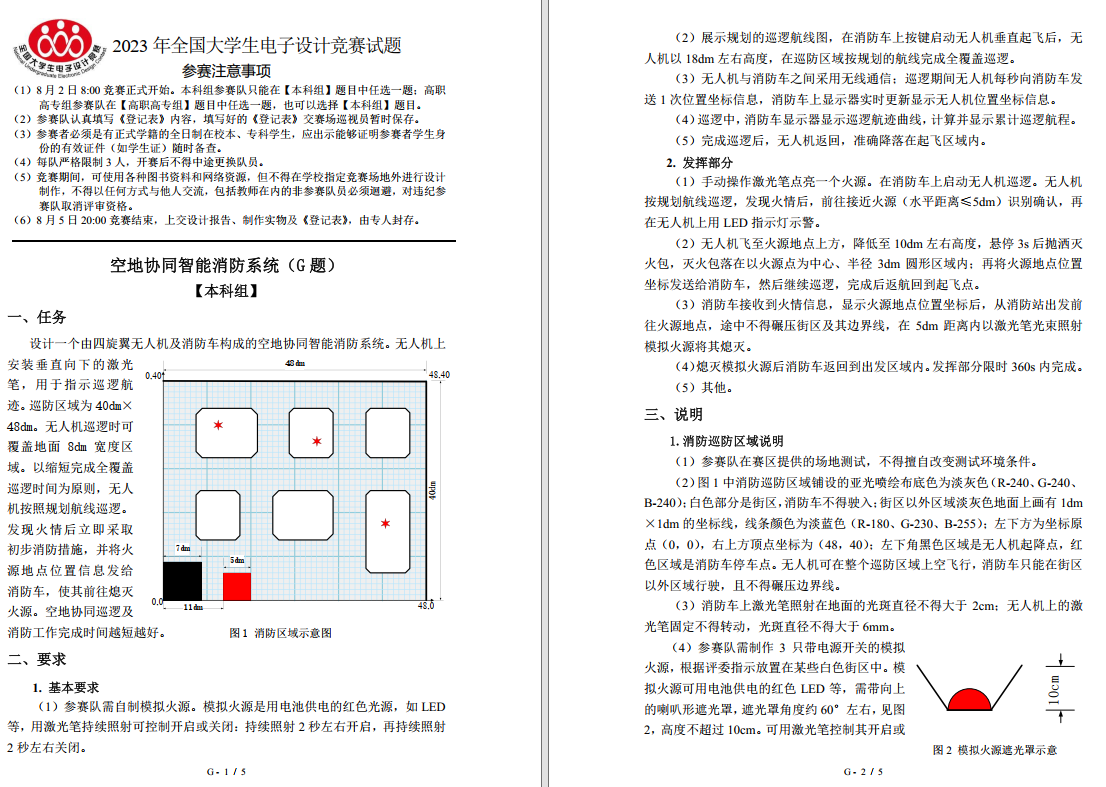 全国大学生电子设计竞赛
National Undergraduate Electronic Design Contest
2023 年全国大学生电子设计竞赛试题
参赛注意事项
（1）8 月 2 日 8:00 竞赛正式开始。本科组参赛队只能在【本科组】题目中任选一题；高职
高专组参赛队在【高职高专组】题目中任选一题，也可以选择【本科组】题目。
（2）参赛队认真填写《登记表》内容，填写好的《登记表》交赛场巡视员暂时保存。
（3）参赛者必须是有正式学籍的全日制在校本、专科学生，应出示能够证明参赛者学生身
份的有效证件（如学生证）随时备查。
（4）每队严格限制 3 人，开赛后不得中途更换队员。
（5）竞赛期间，可使用各种图书资料和网络资源，但不得在学校指定竞赛场地外进行设计
制作，不得以任何方式与他人交流，包括教师在内的非参赛队员必须迴避，对违纪参
赛队取消评审资格。
（6）8 月 5 日 20:00 竞赛结束，上交设计报告、制作实物及《登记表》，由专人封存。
空地协同智能消防系统（G 题）
【本科组】
一、任务
设计一个由四旋翼无人机及消防车构成的空地协同智能消防系统。无人机上
安装垂直向下的激光
笔，用于指示巡逻航
迹。巡防区域为 40dm×
48dm。无人机巡逻时可
覆盖地面 8dm 宽度区
域。以缩短完成全覆盖
巡逻时间为原则，无人
机按照规划航线巡逻。
发现火情后立即采取
初步消防措施，并将火
源地点位置信息发给
消防车，使其前往熄灭
火源。空地协同巡逻及
消防工作完成时间越短越好。
48dm
0,40
48,40
40dm
7dm
5dm
0,0
11dm
48,0
图 1 消防区域示意图
二、要求
1. 基本要求
（1）参赛队需自制模拟火源。模拟火源是用电池供电的红色光源，如 LED
等，用激光笔持续照射可控制开启或关闭：持续照射 2 秒左右开启，再持续照射
2 秒左右关闭。
G - 1 / 5
（2）展示规划的巡逻航线图，在消防车上按键启动无人机垂直起飞后，无
人机以 18dm 左右高度，在巡防区域按规划的航线完成全覆盖巡逻。
（3）无人机与消防车之间采用无线通信；巡逻期间无人机每秒向消防车发
送 1 次位置坐标信息，消防车上显示器实时更新显示无人机位置坐标信息。
（4）巡逻中，消防车显示器显示巡逻航迹曲线，计算并显示累计巡逻航程。
（5）完成巡逻后，无人机返回，准确降落在起飞区域内。
2. 发挥部分
（1）手动操作激光笔点亮一个火源。在消防车上启动无人机巡逻。无人机
按规划航线巡逻，发现火情后，前往接近火源（水平距离≤5dm）识别确认，再
在无人机上用 LED 指示灯示警。
（2）无人机飞至火源地点上方，降低至 10dm 左右高度，悬停 3s 后抛洒灭
火包，灭火包落在以火源点为中心、半径 3dm 圆形区域内；再将火源地点位置
坐标发送给消防车，然后继续巡逻，完成后返航回到起飞点。
（3）消防车接收到火情信息，显示火源地点位置坐标后，从消防站出发前
往火源地点，途中不得碾压街区及其边界线，在 5dm 距离内以激光笔光束照射
模拟火源将其熄灭。
（4)熄灭模拟火源后消防车返回到出发区域内。发挥部分限时 360s 内完成。
（5）其他。
三、说明
1. 消防巡防区域说明
（1）参赛队在赛区提供的场地测试，不得擅自改变测试环境条件。
（2）图 1 中消防巡防区域铺设的亚光喷绘布底色为淡灰色（R-240、G-240、
B-240）；白色部分是街区，消防车不得驶入；街区以外区域淡灰色地面上画有 1dm
×1dm 的坐标线，线条颜色为淡蓝色（R-180、G-230、B-255）；左下方为坐标原
点（0，0），右上方顶点坐标为（48，40）；左下角黑色区域是无人机起降点，红
色区域是消防车停车点。无人机可在整个巡防区域上空飞行，消防车只能在街区
以外区域行驶，且不得碾压边界线。
（3）消防车上激光笔照射在地面的光斑直径不得大于 2cm；无人机上的激
光笔固定不得转动，光斑直径不得大于 6mm。
（4）参赛队需制作 3 只带电源开关的模拟
火源，根据评委指示放置在某些白色街区中。模
拟火源可用电池供电的红色 LED 等，需带向上
的喇叭形遮光罩，遮光罩角度约 60°左右，见图
2，高度不超过 10cm。可用激光笔控制其开启或
10cm
图 2 模拟火源遮光罩示意
G - 2 / 5